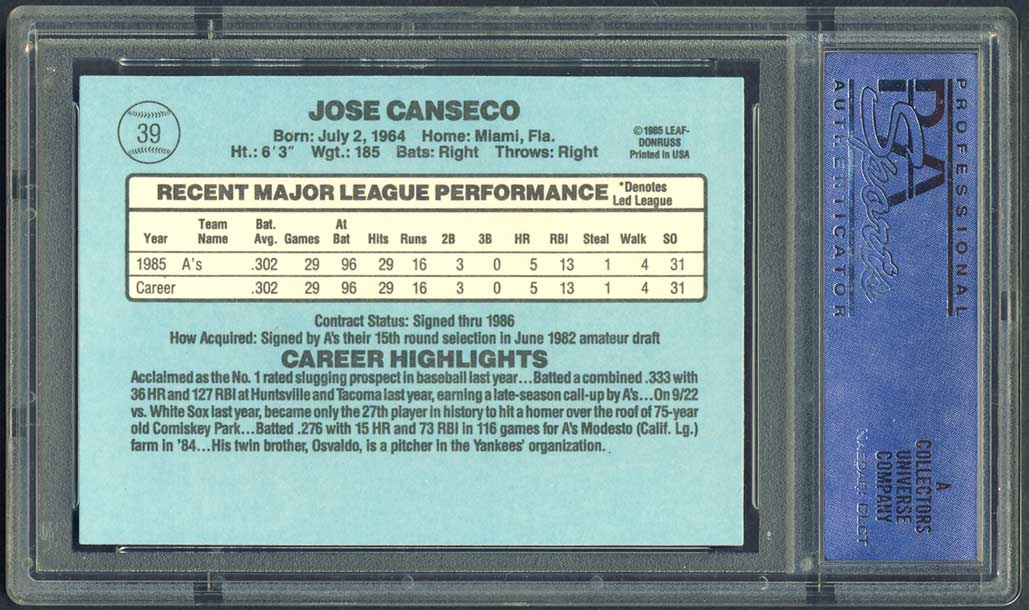 39
JOSE CANSECO
Born: July 2, 1964 Home: Miami, Fla.
Ht.: 6'3" Wgt.: 185 Bats: Right Throws: Right
©1985 LEAF-
DONRUSS
Printed in USA
RECENT MAJOR LEAGUE PERFORMANCE
*Denotes
Led League
Year Team Name Bat. Avg. Games At Bat Hits Runs 2B 3B HR RBI Steal Walk SO
1985 A's .302 29 96 29 16 3 0 5 13 1 4 31
Career .302 29 96 29 16 3 0 5 13 1 4 31
Contract Status: Signed thru 1986
How Acquired: Signed by A's their 15th round selection in June 1982 amateur draft
CAREER HIGHLIGHTS
Acclaimed as the No. 1 rated slugging prospect in baseball last year...Batted a combined .333 with
36 HR and 127 RBI at Huntsville and Tacoma last year, earning a late-season call-up by A's...On 9/22
vs. White Sox last year, became only the 27th player in history to hit a homer over the roof of 75-year
old Comiskey Park...Batted .276 with 15 HR and 73 RBI in 116 games for A's Modesto (Calif. Lg.)
farm in '84...His twin brother, Osvaldo, is a pitcher in the Yankees' organization.
PROFESSIONAL
PSA
Sports
AUTHENTICATOR
A
COLLECTORS
UNIVERSE
COMPANY